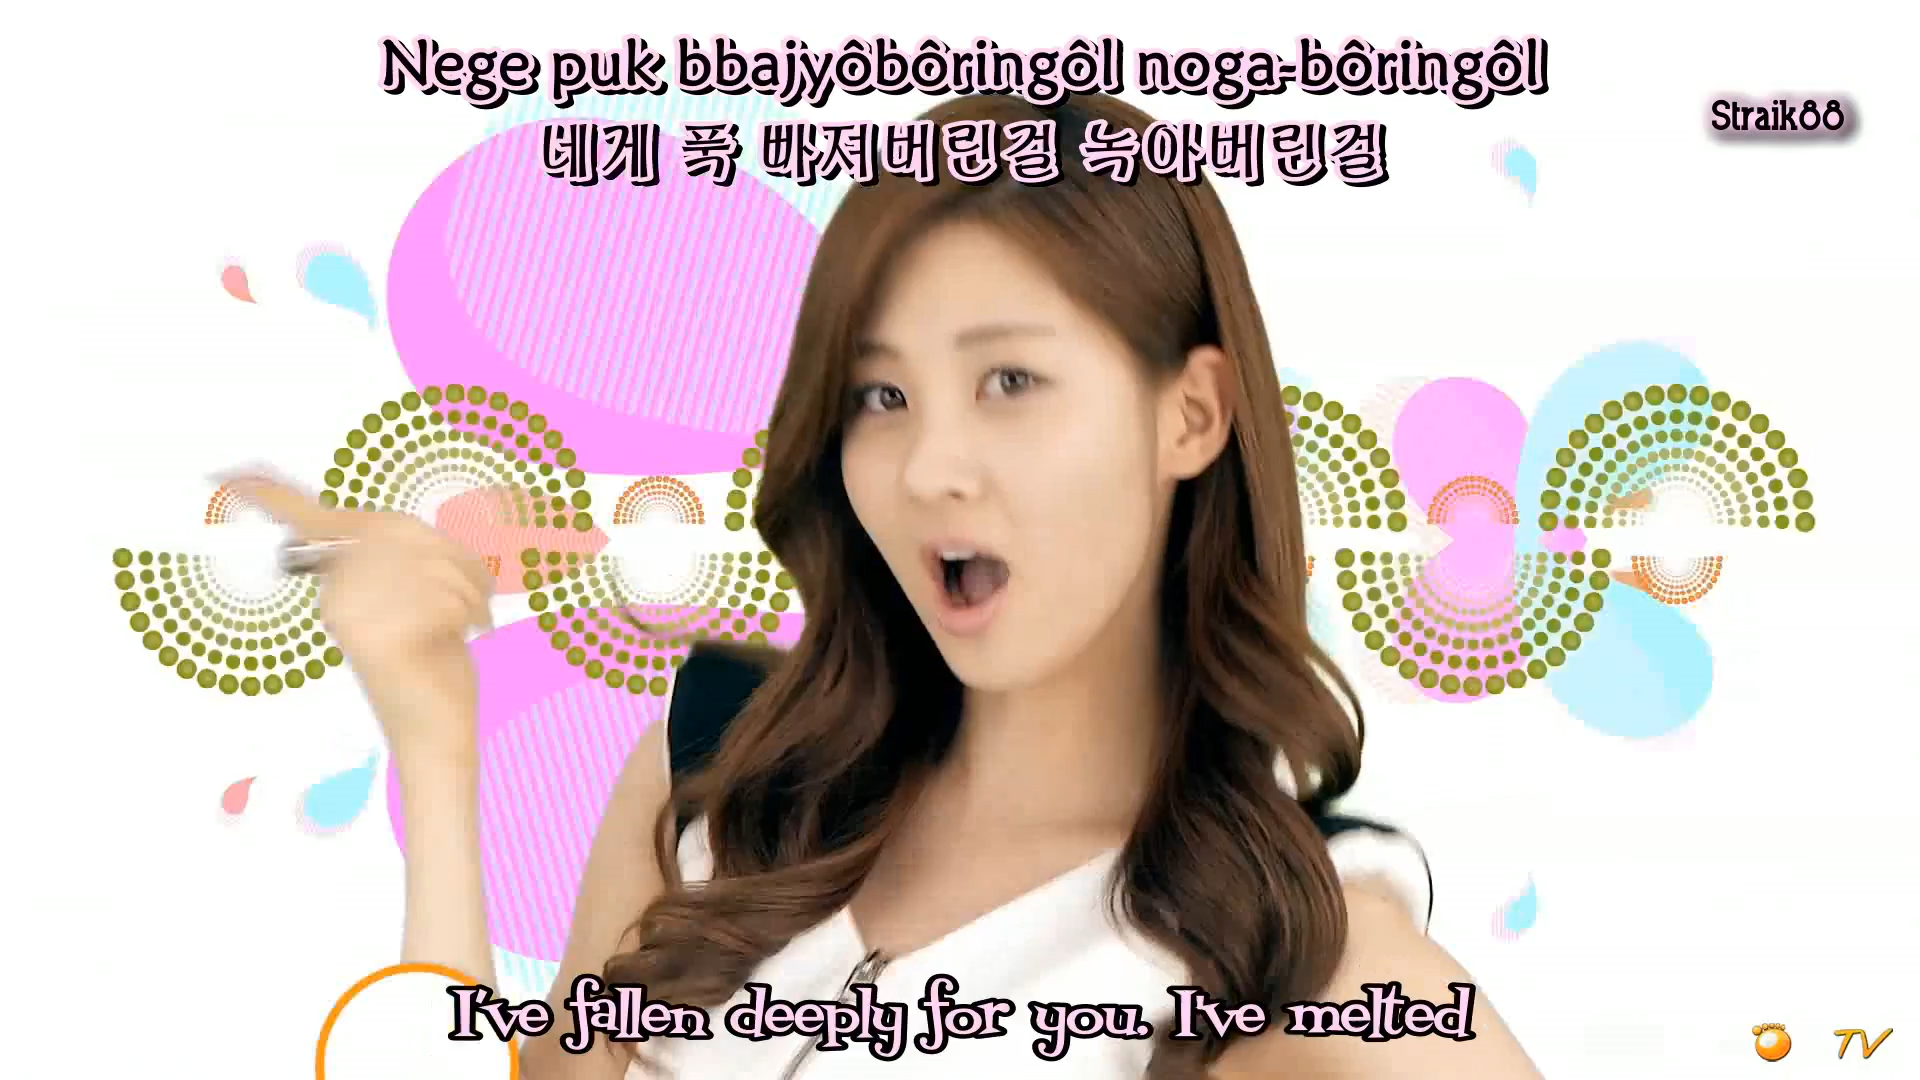 Nege puk bbajyôbôringôl noga-bôringôl
네게 푹 빠져버린걸 녹아버린걸
Straik88
I've fallen deeply for you. I've melted
TV